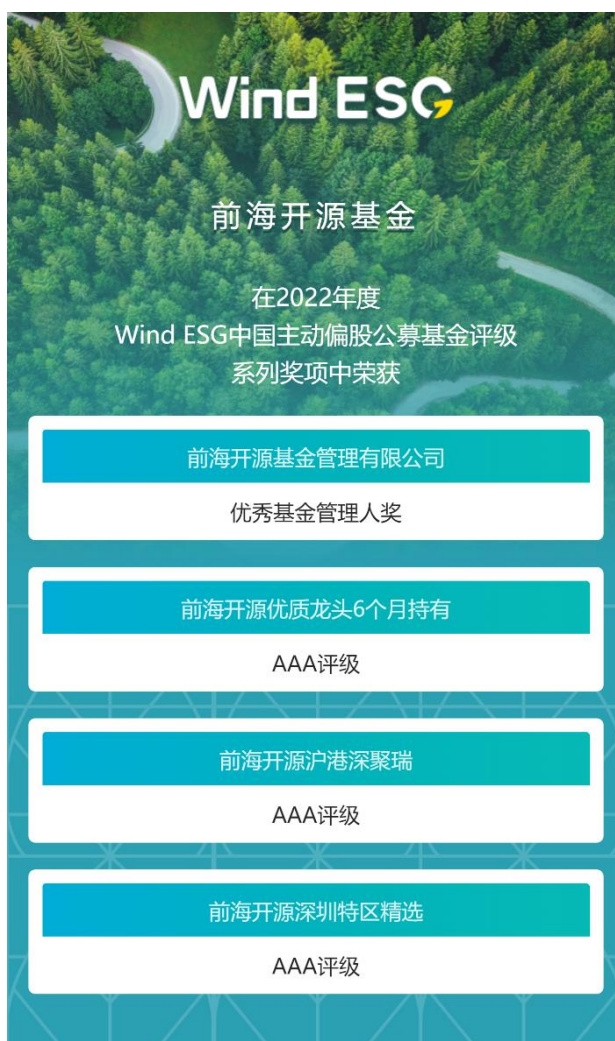 Wind ESG
前海开源基金
在2022年度
Wind ESG中国主动偏股公募基金评级
系列奖项中荣获
前海开源基金管理有限公司
优秀基金管理人奖
前海开源优质龙头6个月持有
AAA评级
前海开源沪港深聚瑞
AAA评级
前海开源深圳特区精选
AAA评级